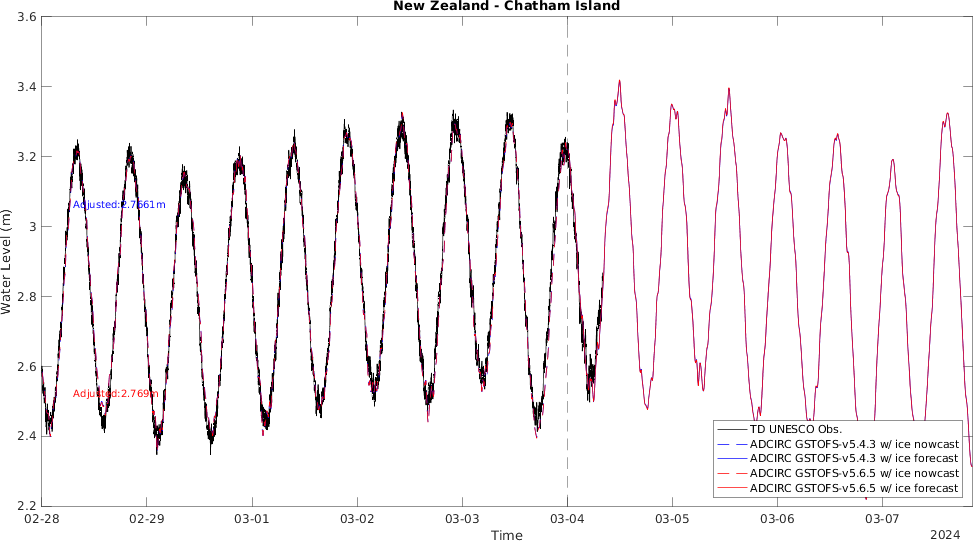 New Zealand - Chatham Island
3.6
3.4
3.2
3
2.8
2.6
2.4
2.2
Water Level (m)
Adjusted:2.7661m
Adjusted:2.769m
TD UNESCO Obs.
ADCIRC GSTOFS-v5.4.3 w/ ice nowcast
ADCIRC GSTOFS-v5.4.3 w/ ice forecast
ADCIRC GSTOFS-v5.6.5 w/ ice nowcast
ADCIRC GSTOFS-v5.6.5 w/ ice forecast
02-28 02-29 03-01 03-02 03-03 03-04 03-05 03-06 03-07
Time
2024